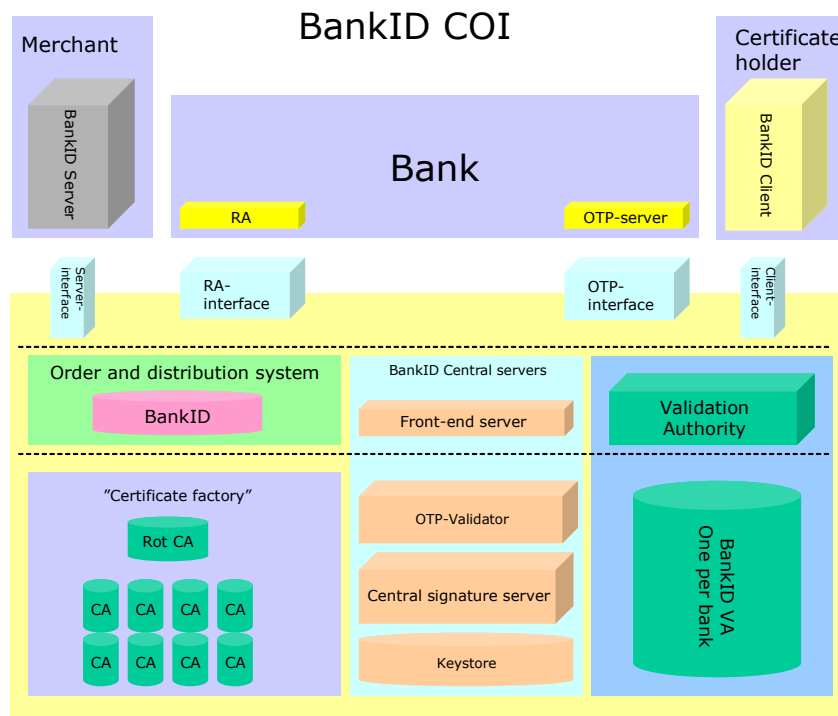 BankID COI
Merchant
BankID Server
Bank
RA
OTP-server
Certificate
holder
BankID Client
Server-
interface
RA-
interface
OTP-
interface
Client-
interface
Order and distribution system
BankID
BankID Central servers
Front-end server
Validation
Authority
”Certificate factory”
Rot CA
CA CA CA CA
CA CA CA CA
OTP-Validator
Central signature server
Keystore
BankID VA
One per bank